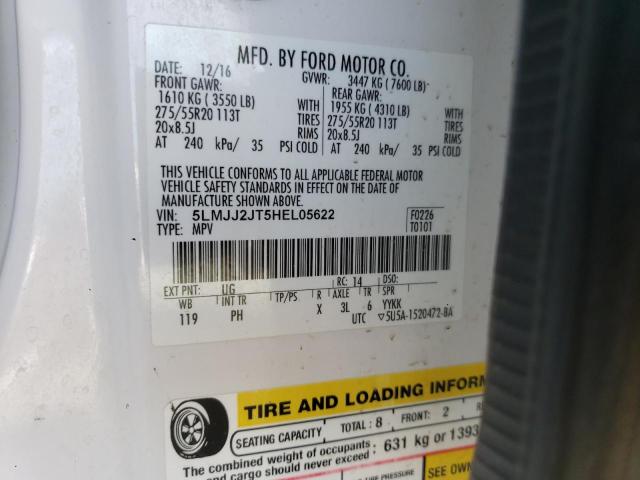 MFD. BY FORD MOTOR CO.
DATE: 12/16 GVWR: 3447 KG ( 7600 LB)
FRONT GAWR: REAR GAWR:
1610 KG ( 3550 LB) WITH 1955 KG ( 4310 LB) WITH
275/55R20 113T TIRES 275/55R20 113T TIRES
20x8.5J RIMS 20x8.5J RIMS
AT 240 kPa/ 35 PSI COLD AT 240 kPa/ 35 PSI COLD
THIS VEHICLE CONFORMS TO ALL APPLICABLE FEDERAL MOTOR
VEHICLE SAFETY STANDARDS IN EFFECT ON THE DATE OF
MANUFACTURE SHOWN ABOVE.
VIN: 5LMJJ2JT5HEL05622 F0226
TYPE: MPV T0101
EXT PNT: UG RC: 14 DSO:
WB INT TR TP/PS R AXLE TR SPR
119 PH X 3L 6 YYKK
UTC ▽5U5A-1520472-BA
TIRE AND LOADING INFORM
SEATING CAPACITY TOTAL: 8 FRONT: 2 R
The combined weight of occupants
and cargo should never exceed: 631 kg or 1393
TIRE PRESSURE SEE OWN